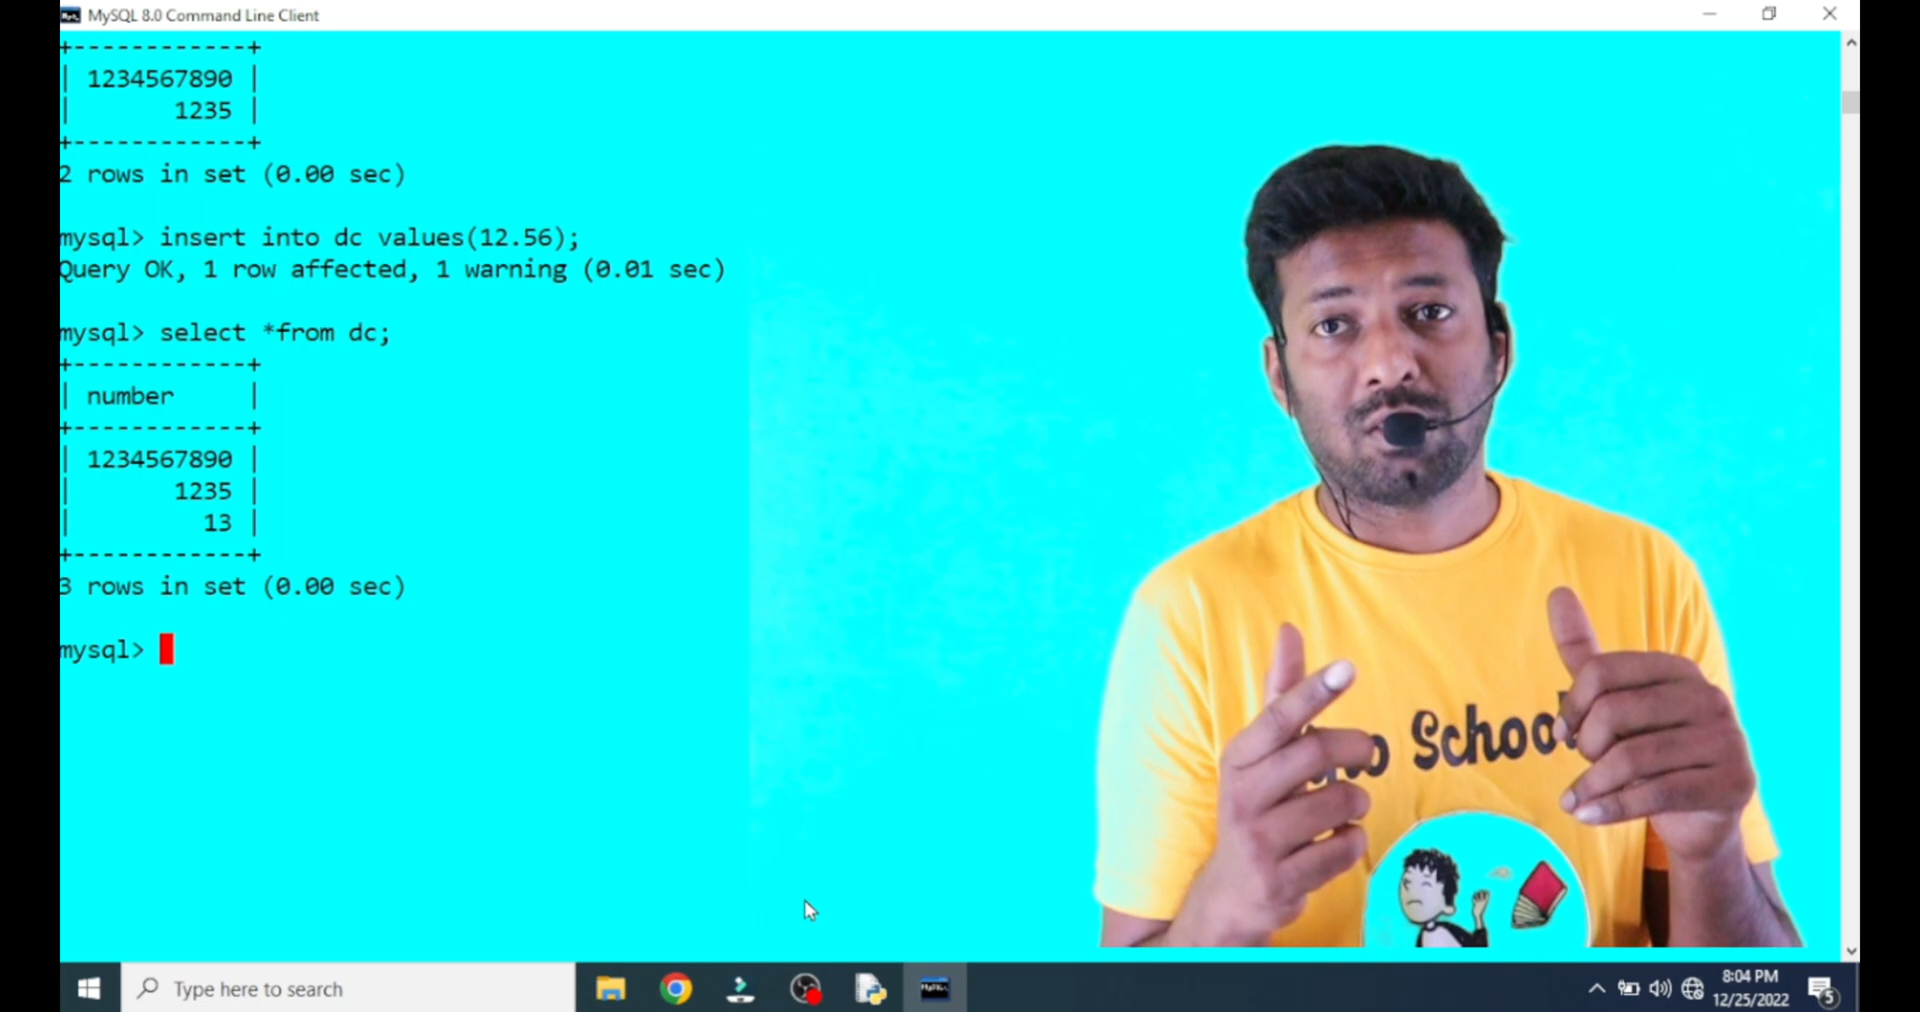 MySQL 8.0 Command Line Client
+------------+
| 1234567890 |
|       1235 |
+------------+
2 rows in set (0.00 sec)
mysql> insert into dc values(12.56);
Query OK, 1 row affected, 1 warning (0.01 sec)
mysql> select *from dc;
+------------+
| number     |
+------------+
| 1234567890 |
|       1235 |
|         13 |
+------------+
3 rows in set (0.00 sec)
mysql>
School
Type here to search
8:04 PM
12/25/2022
5